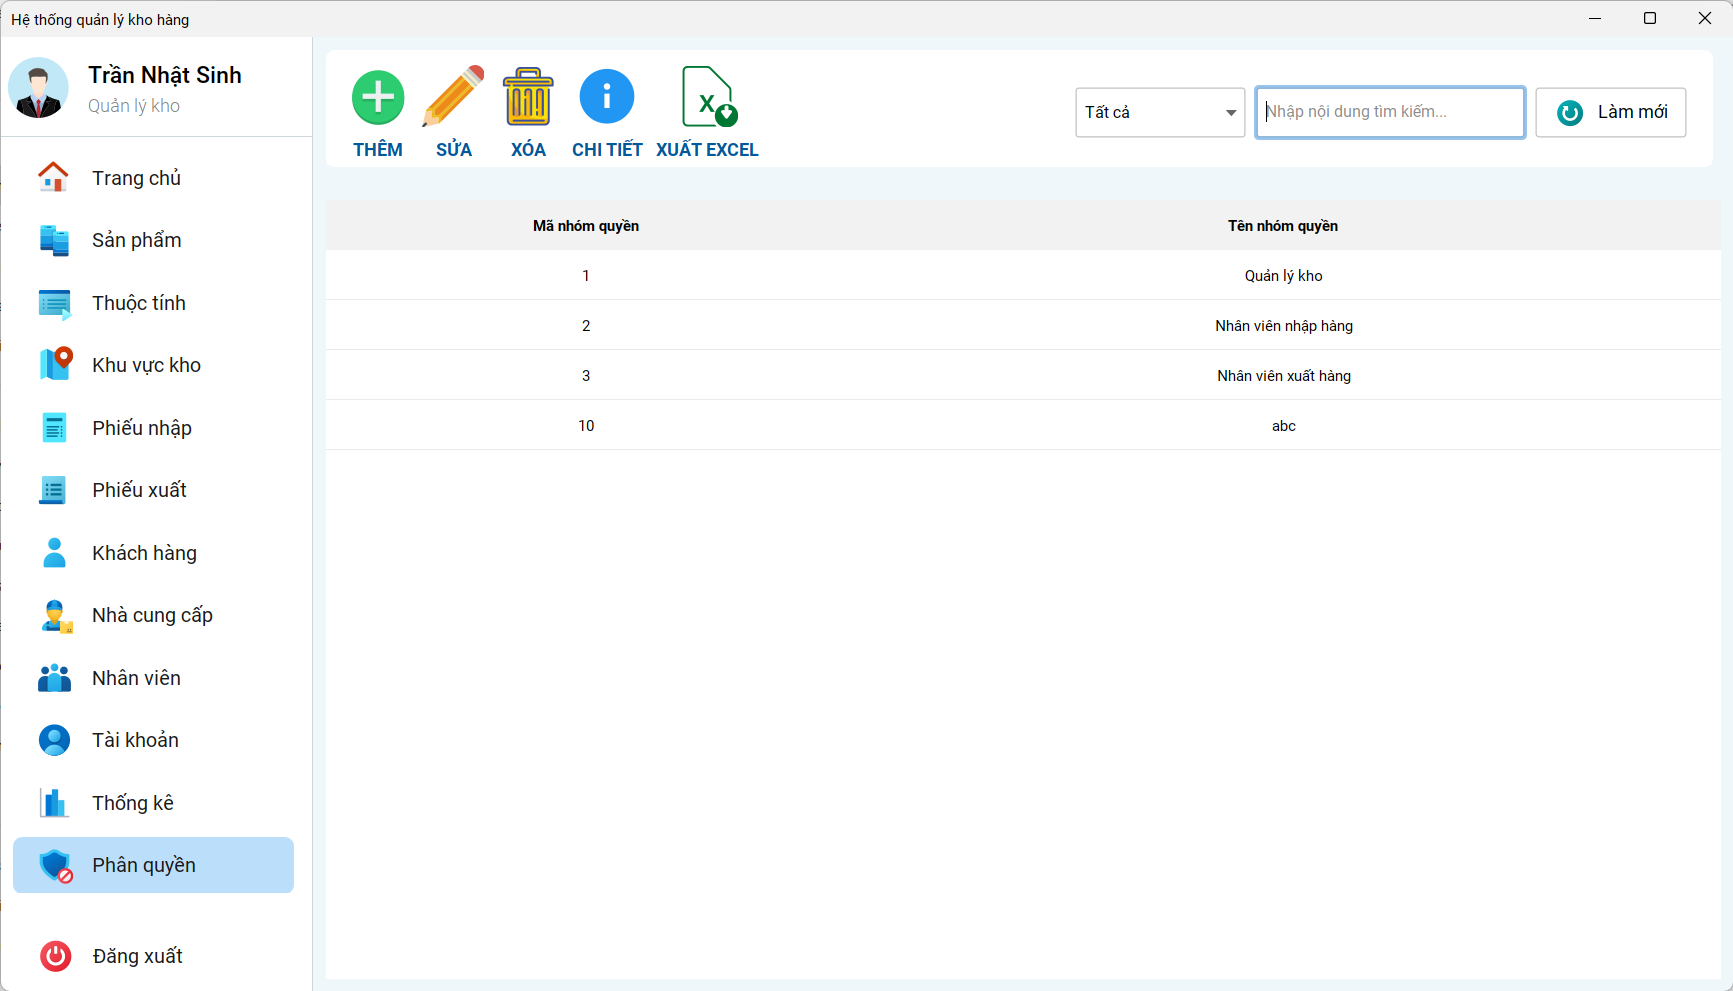 Hệ thống quản lý kho hàng
Trần Nhật Sinh
Quản lý kho
Trang chủ
Sản phẩm
Thuộc tính
Khu vực kho
Phiếu nhập
Phiếu xuất
Khách hàng
Nhà cung cấp
Nhân viên
Tài khoản
Thống kê
Phân quyền
Đăng xuất
THÊM SỬA XÓA CHI TIẾT XUẤT EXCEL
Tất cả Nhập nội dung tìm kiếm... Làm mới
Mã nhóm quyền Tên nhóm quyền
1 Quản lý kho
2 Nhân viên nhập hàng
3 Nhân viên xuất hàng
10 abc